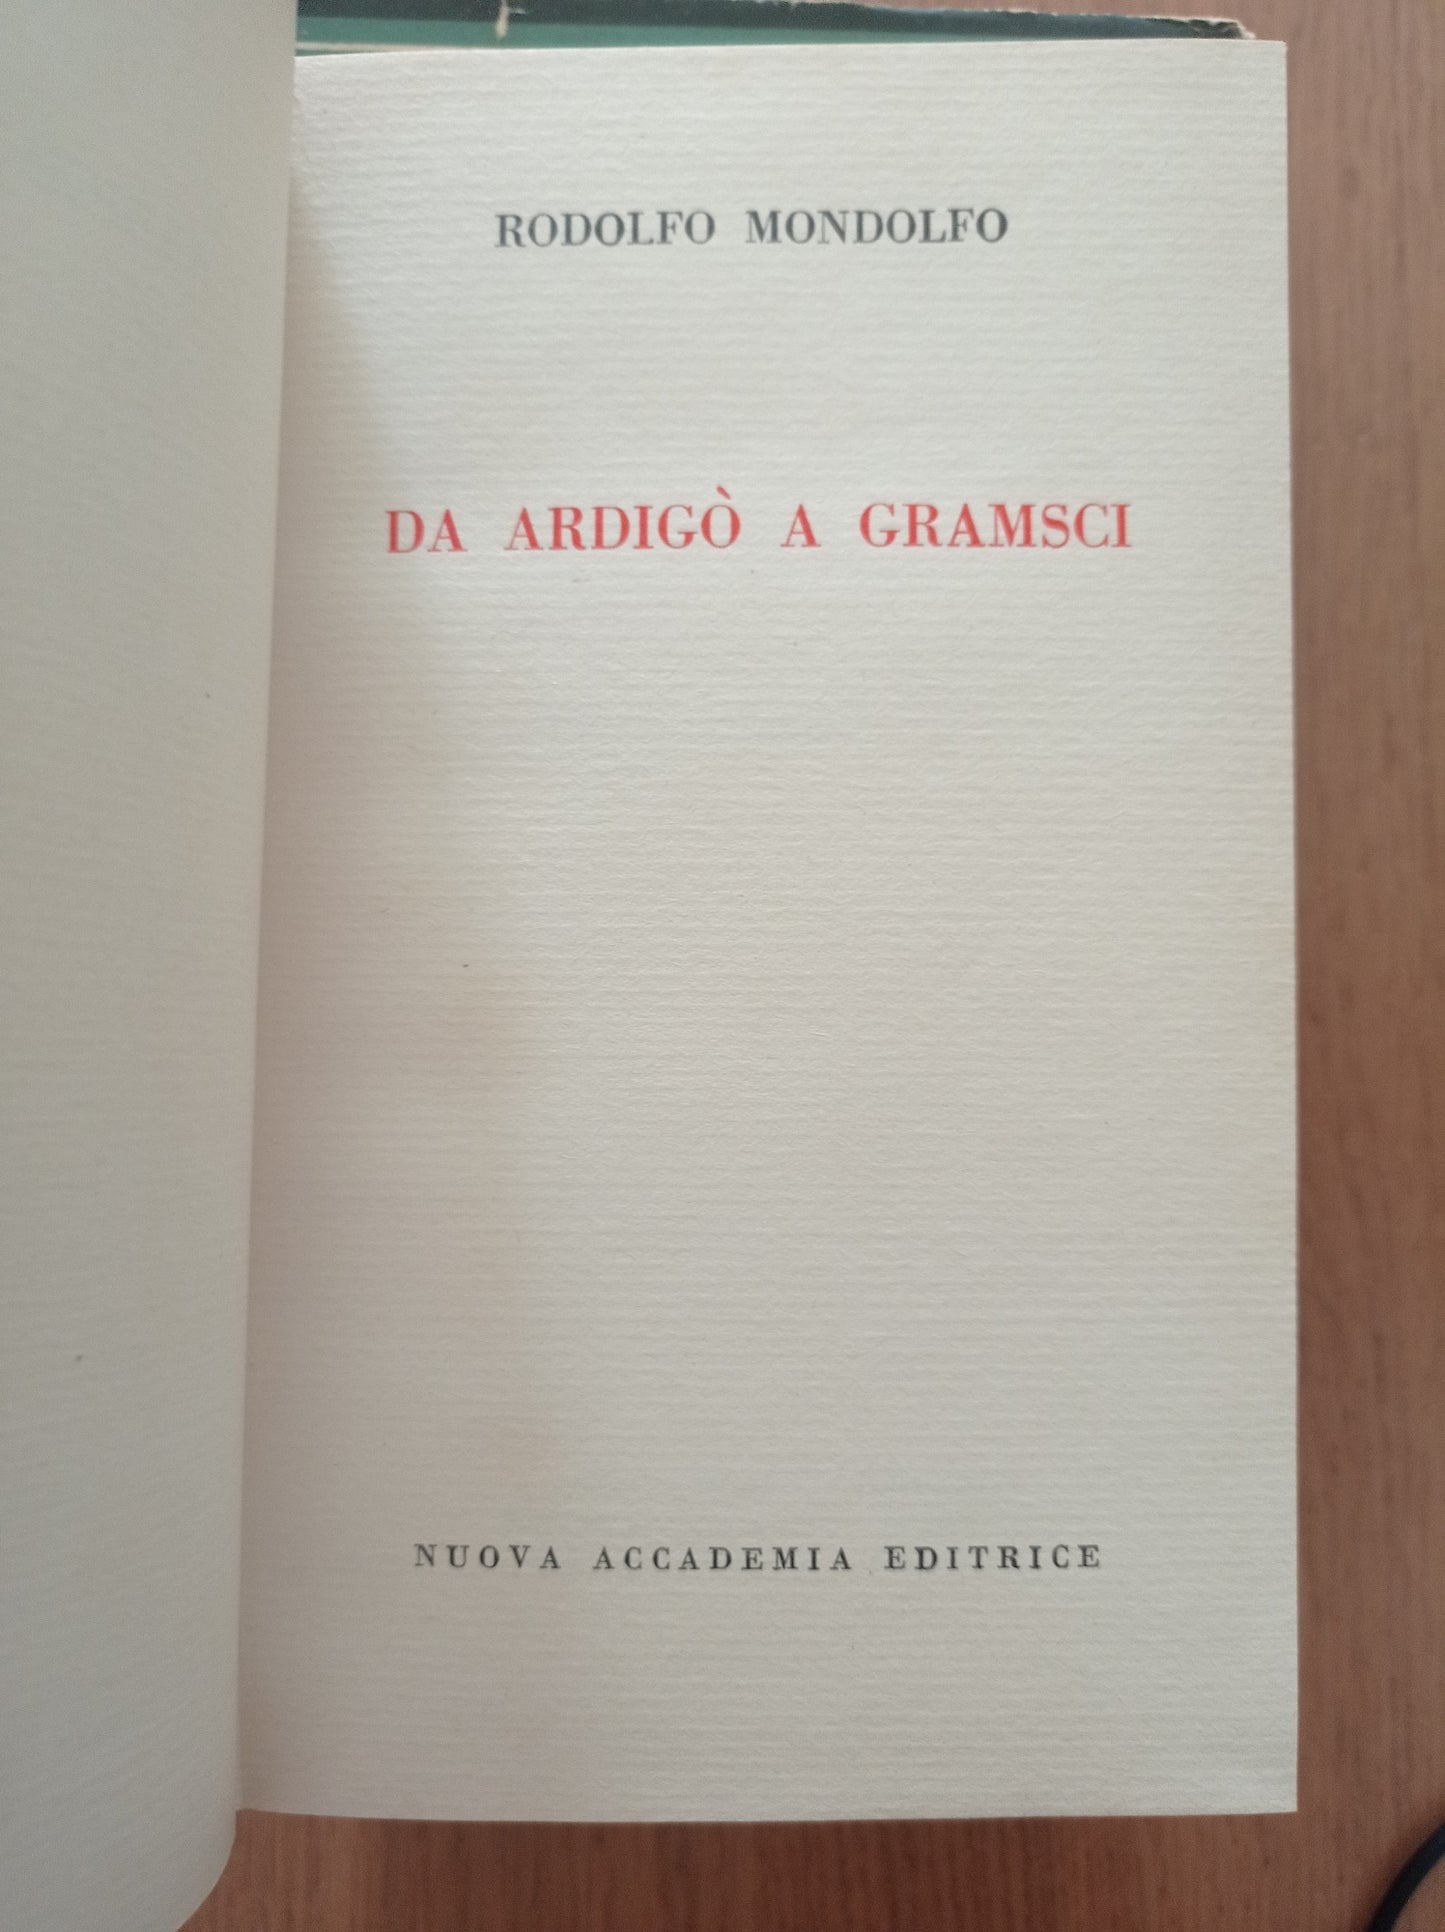 RODOLFO MONDOLFO
DA ARDIGÒ A GRAMSCI
NUOVA ACCADEMIA EDITRICE